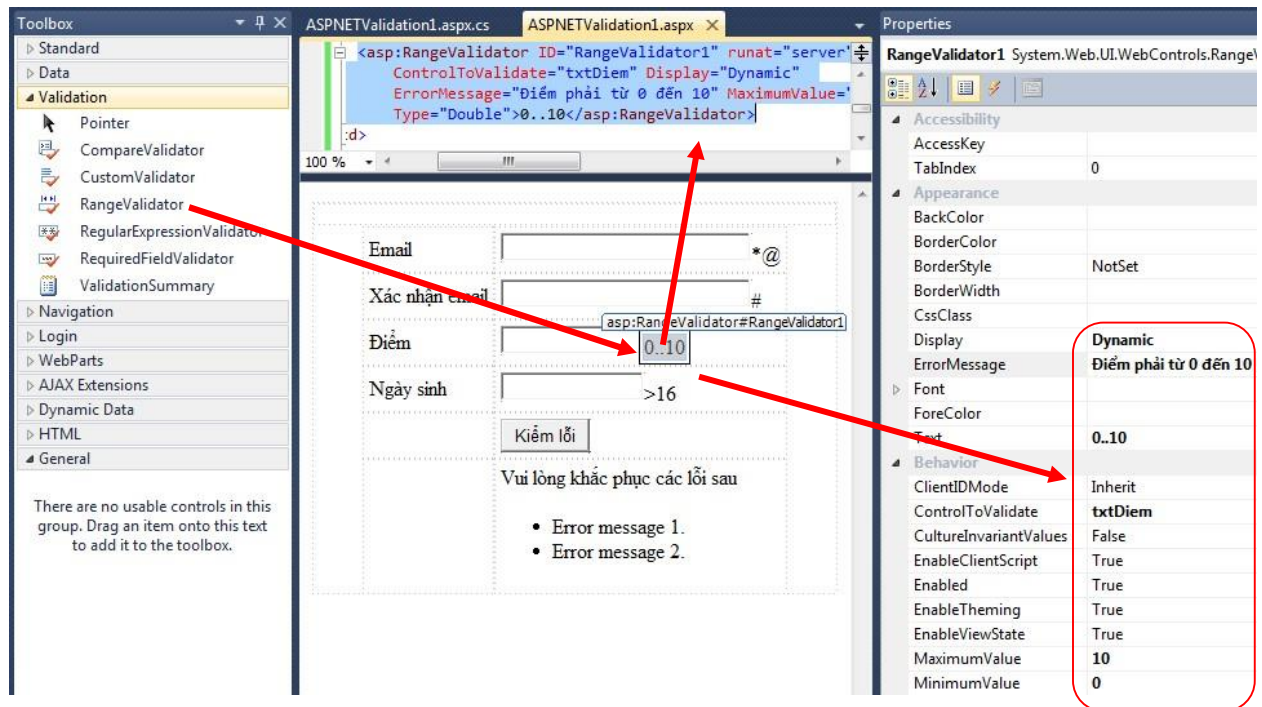 Toolbox
Standard
Data
Validation
Pointer
CompareValidator
CustomValidator
RangeValidator
RegularExpressionValidator
RequiredFieldValidator
ValidationSummary
Navigation
Login
WebParts
AJAX Extensions
Dynamic Data
HTML
General
There are no usable controls in this
group. Drag an item onto this text
to add it to the toolbox.
ASPNETValidation1.aspx.cs ASPNETValidation1.aspx
<asp:RangeValidator ID="RangeValidator1" runat="server"
ControlToValidate="txtDiem" Display="Dynamic"
ErrorMessage="Điểm phải từ 0 đến 10" MaximumValue="
Type="Double">0..10</asp:RangeValidator>
:d>
100 %
Email *@
Xác nhận email #
asp:RangeValidator#RangeValidator1
Điểm 0..10
Ngày sinh >16
Kiểm lỗi
Vui lòng khắc phục các lỗi sau
• Error message 1.
• Error message 2.
Properties
RangeValidator1 System.Web.UI.WebControls.RangeV
Accessibility
AccessKey
TabIndex 0
Appearance
BackColor
BorderColor
BorderStyle NotSet
BorderWidth
CssClass
Display Dynamic
ErrorMessage Điểm phải từ 0 đến 10
Font
ForeColor
Text 0..10
Behavior
ClientIDMode Inherit
ControlToValidate txtDiem
CultureInvariantValues False
EnableClientScript True
Enabled True
EnableTheming True
EnableViewState True
MaximumValue 10
MinimumValue 0